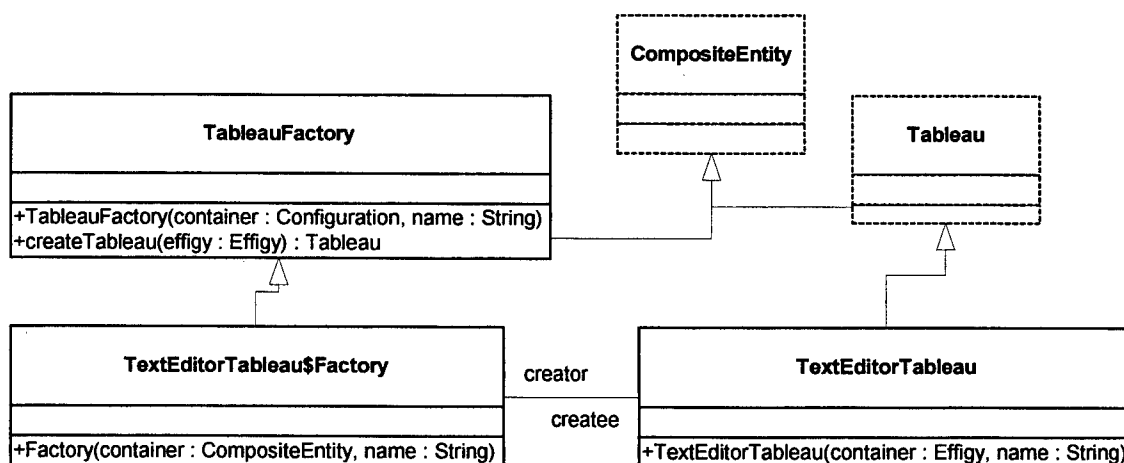 CompositeEntity
TableauFactory
Tableau
+TableauFactory(container : Configuration, name : String)
+createTableau(effigy : Effigy) : Tableau
TextEditorTableau$Factory
TextEditorTableau
creator
createe
+Factory(container : CompositeEntity, name : String)
+TextEditorTableau(container : Effigy, name : String)